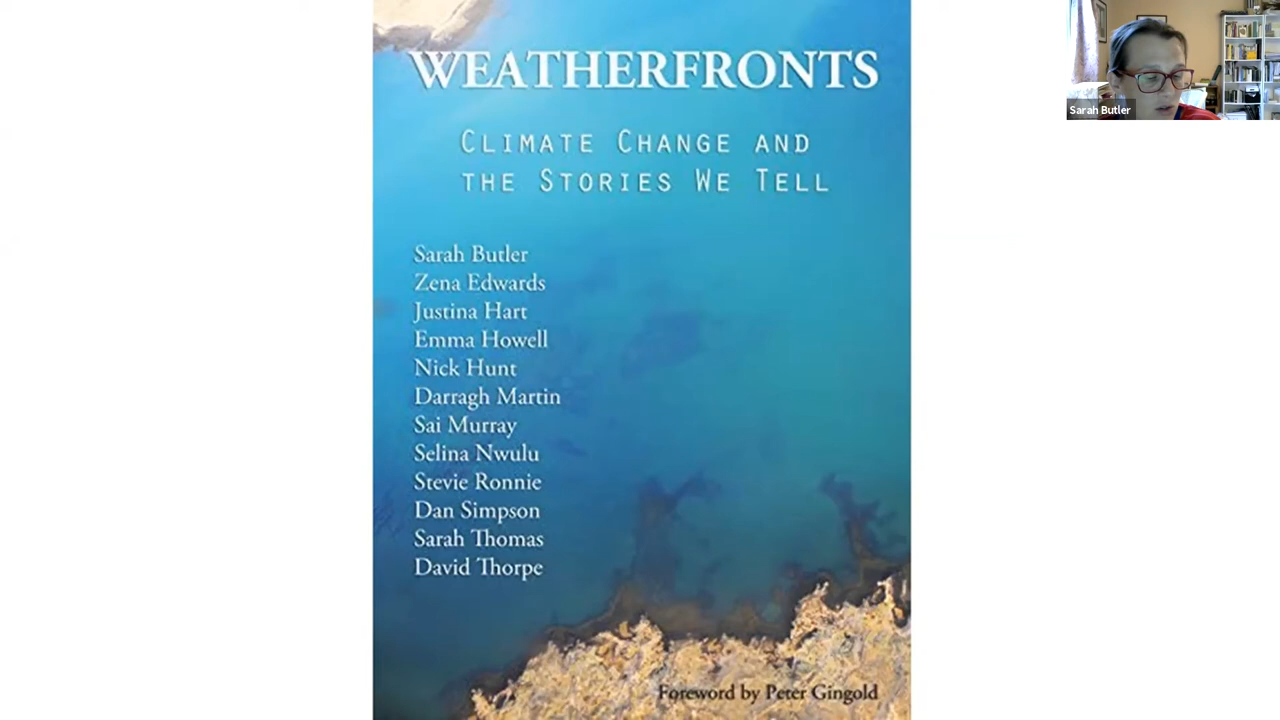 WEATHERFRONTS
CLIMATE CHANGE AND
THE STORIES WE TELL
Sarah Butler
Zena Edwards
Justina Hart
Emma Howell
Nick Hunt
Darragh Martin
Sai Murray
Selina Nwulu
Stevie Ronnie
Dan Simpson
Sarah Thomas
David Thorpe
Foreword by Peter Gingold
Sarah Butler